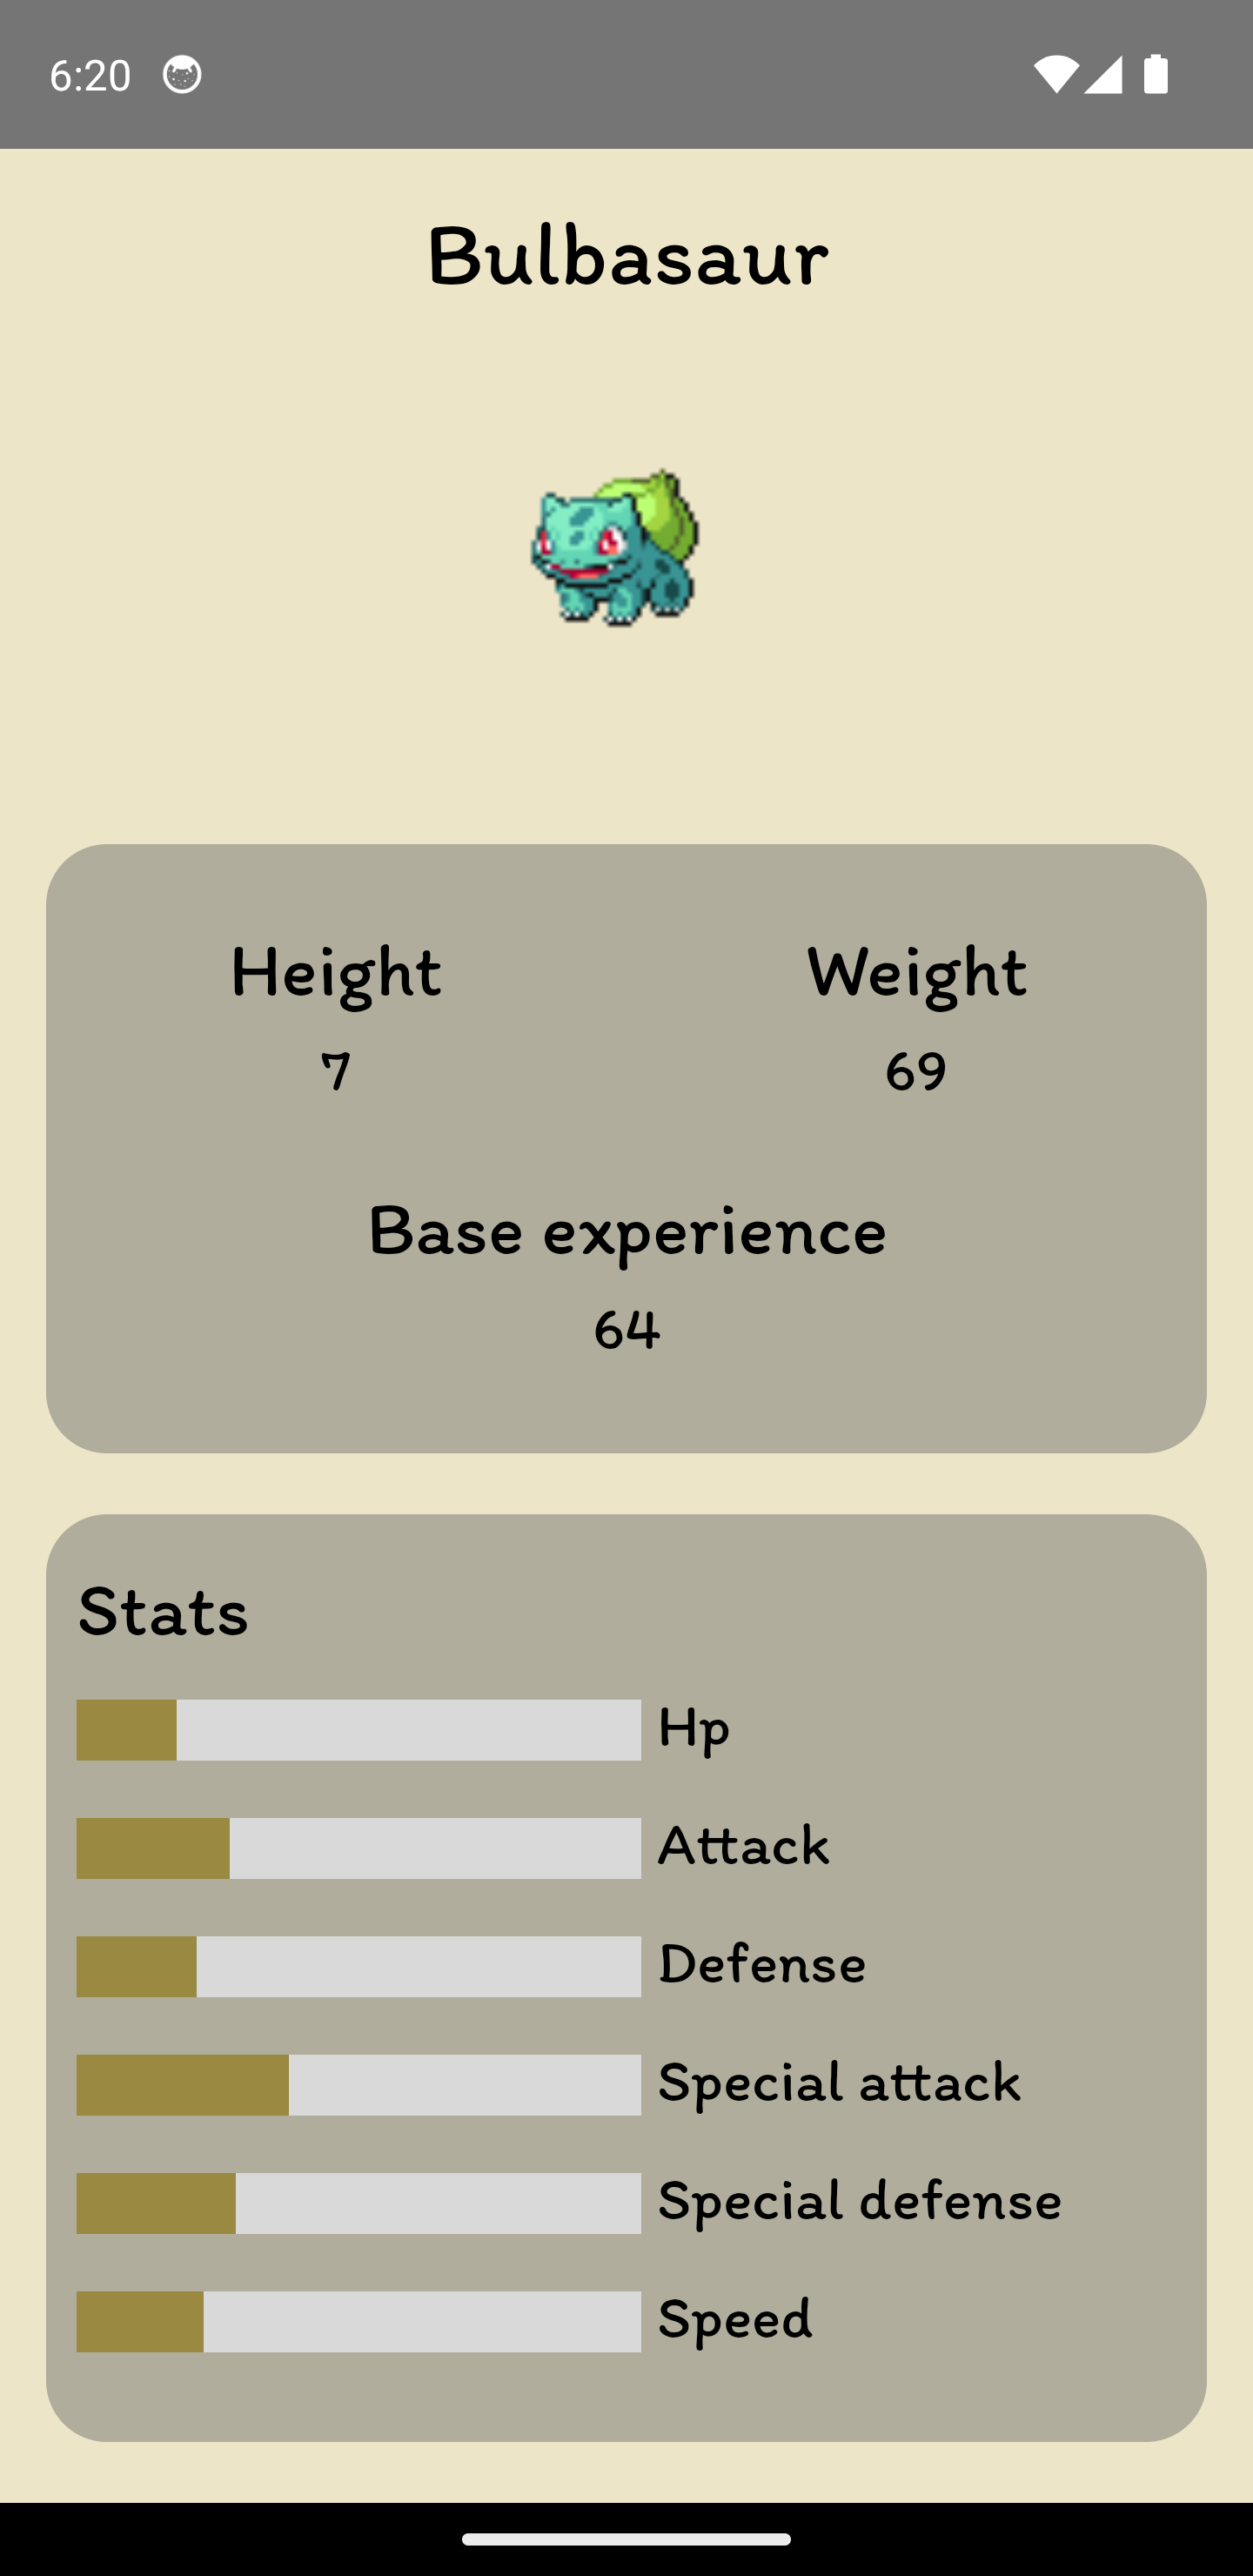 6:20
Bulbasaur
Height
Weight
7
69
Base experience
64
Stats
Hp
Attack
Defense
Special attack
Special defense
Speed